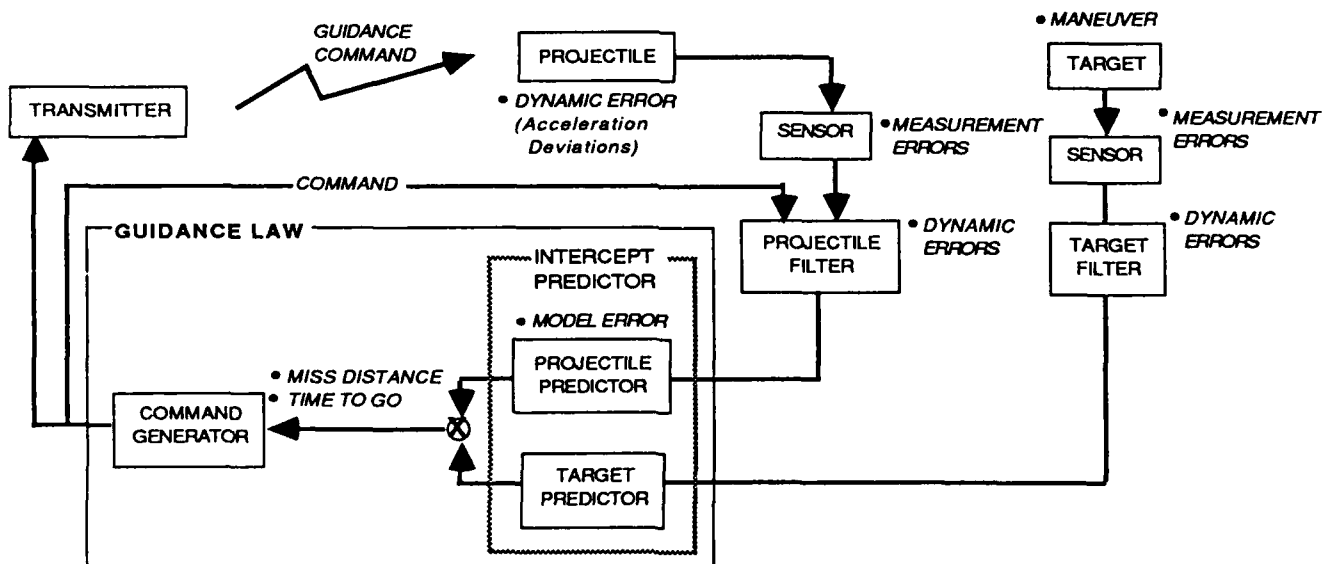 GUIDANCE
COMMAND
TRANSMITTER
PROJECTILE
• DYNAMIC ERROR
(Acceleration
Deviations)
SENSOR
• MEASUREMENT
ERRORS
• MANEUVER
TARGET
• MEASUREMENT
ERRORS
SENSOR
COMMAND
PROJECTILE
FILTER
• DYNAMIC
ERRORS
TARGET
FILTER
• DYNAMIC
ERRORS
GUIDANCE LAW
INTERCEPT
PREDICTOR
• MODEL ERROR
PROJECTILE
PREDICTOR
• MISS DISTANCE
• TIME TO GO
COMMAND
GENERATOR
X
TARGET
PREDICTOR